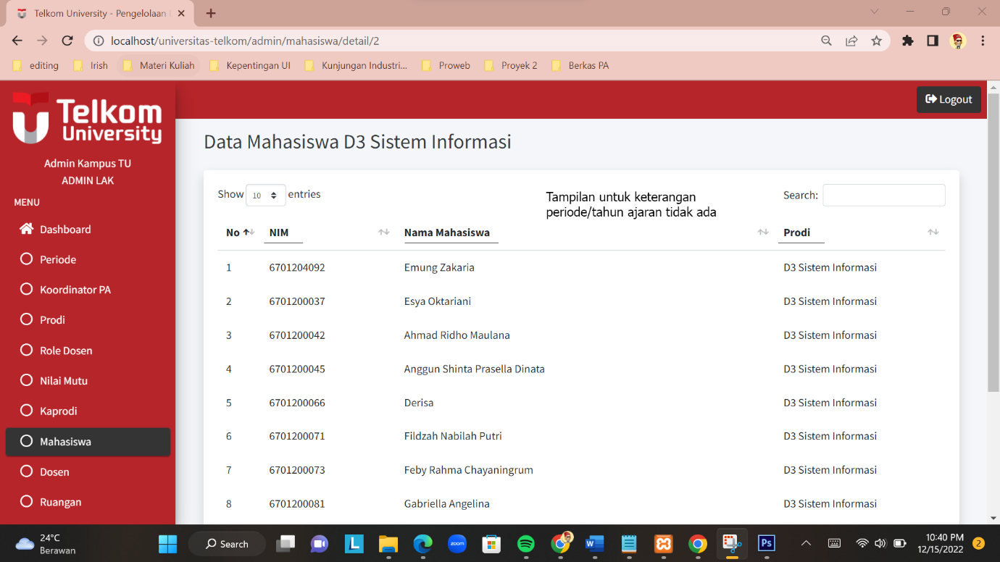 Telkom University - Pengelolaan
localhost/universitas-telkom/admin/mahasiswa/detail/2
editing Irish Materi Kuliah Kepentingan UI Kunjungan Industri... Proweb Proyek 2 Berkas PA
Telkom
University
Logout
Admin Kampus TU
ADMIN LAK
MENU
Dashboard
Periode
Koordinator PA
Prodi
Role Dosen
Nilai Mutu
Kaprodi
Mahasiswa
Dosen
Ruangan
Data Mahasiswa D3 Sistem Informasi
Show 10 entries
Tampilan untuk keterangan
periode/tahun ajaran tidak ada
Search:
No NIM Nama Mahasiswa Prodi
1 6701204092 Emung Zakaria D3 Sistem Informasi
2 6701200037 Esya Oktariani D3 Sistem Informasi
3 6701200042 Ahmad Ridho Maulana D3 Sistem Informasi
4 6701200045 Anggun Shinta Prasella Dinata D3 Sistem Informasi
5 6701200066 Derisa D3 Sistem Informasi
6 6701200071 Fildzah Nabilah Putri D3 Sistem Informasi
7 6701200073 Feby Rahma Chayaningrum D3 Sistem Informasi
8 6701200081 Gabriella Angelina D3 Sistem Informasi
24°C
Berawan
Search
L
zoom
W
Ps
10:40 PM
12/15/2022
2